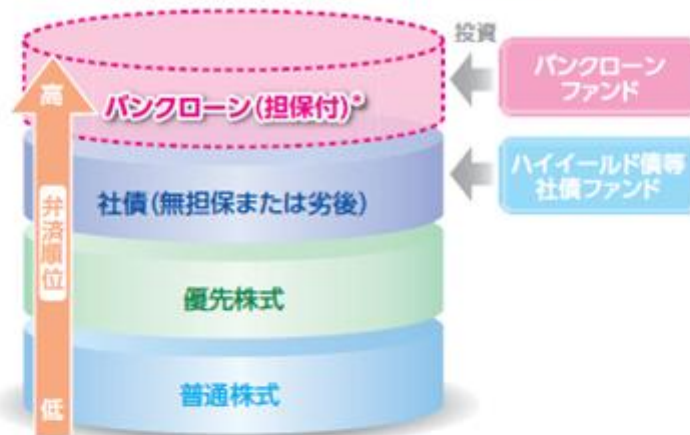 投資
バンクローン
ファンド
高
バンクローン(担保付)*
ハイイールド債等
社債ファンド
社債(無担保または劣後)
弁済順位
優先株式
普通株式
低